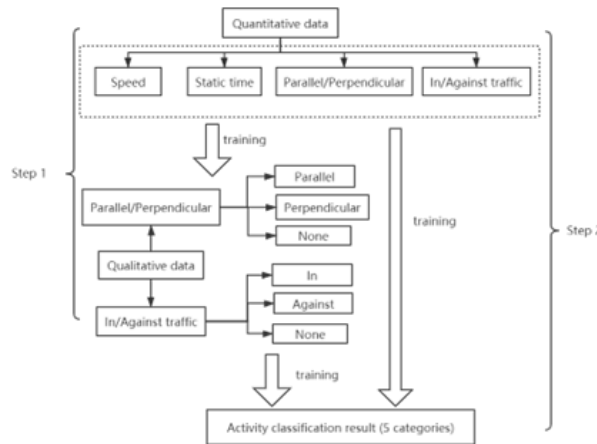 Quantitative data
Speed
Static time
Parallel/Perpendicular
In/Against traffic
training
Step 1
Parallel
Parallel/Perpendicular
Perpendicular
None
training
Step 2
Qualitative data
In
Against
In/Against traffic
None
training
Activity classification result (5 categories)